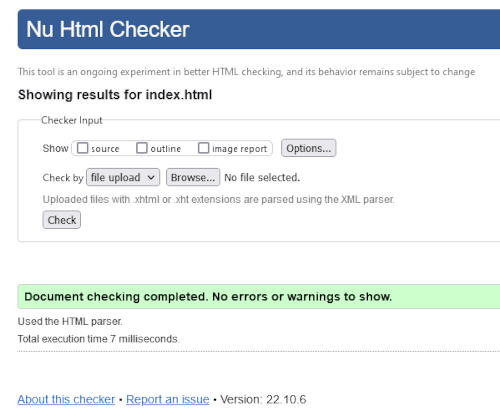 Nu Html Checker
This tool is an ongoing experiment in better HTML checking, and its behavior remains subject to change
Showing results for index.html
Checker Input
Show source outline image report Options...
Check by file upload Browse... No file selected.
Uploaded files with .xhtml or .xht extensions are parsed using the XML parser.
Check
Document checking completed. No errors or warnings to show.
Used the HTML parser.
Total execution time 7 milliseconds.
About this checker • Report an issue • Version: 22.10.6